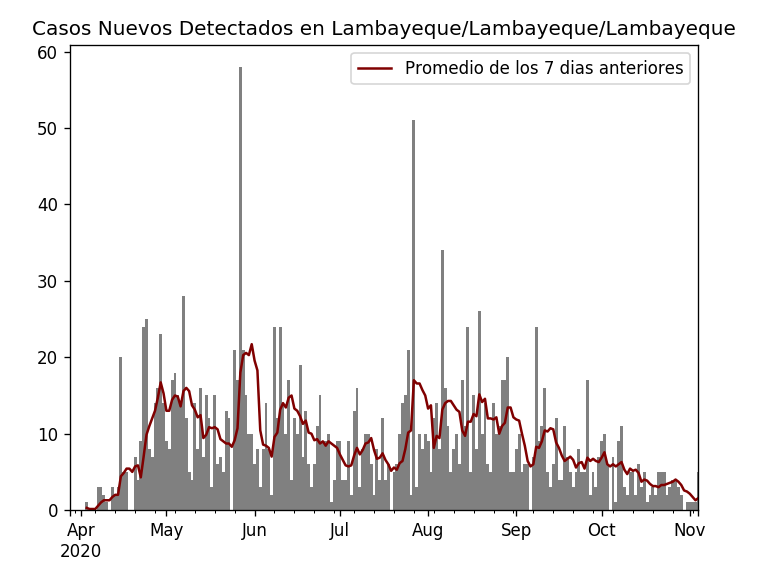 Casos Nuevos Detectados en Lambayeque/Lambayeque/Lambayeque
Promedio de los 7 dias anteriores
60
50
40
30
20
10
0
Apr May Jun Jul Aug Sep Oct Nov
2020